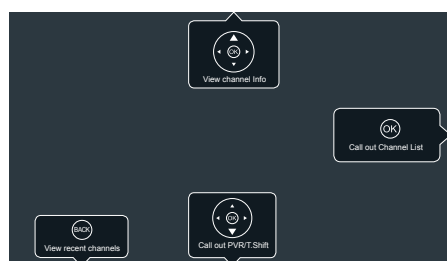 OK
View channel Info
OK
Call out Channel List
OK
Call out PVR/T.Shift
BACK
View recent channels